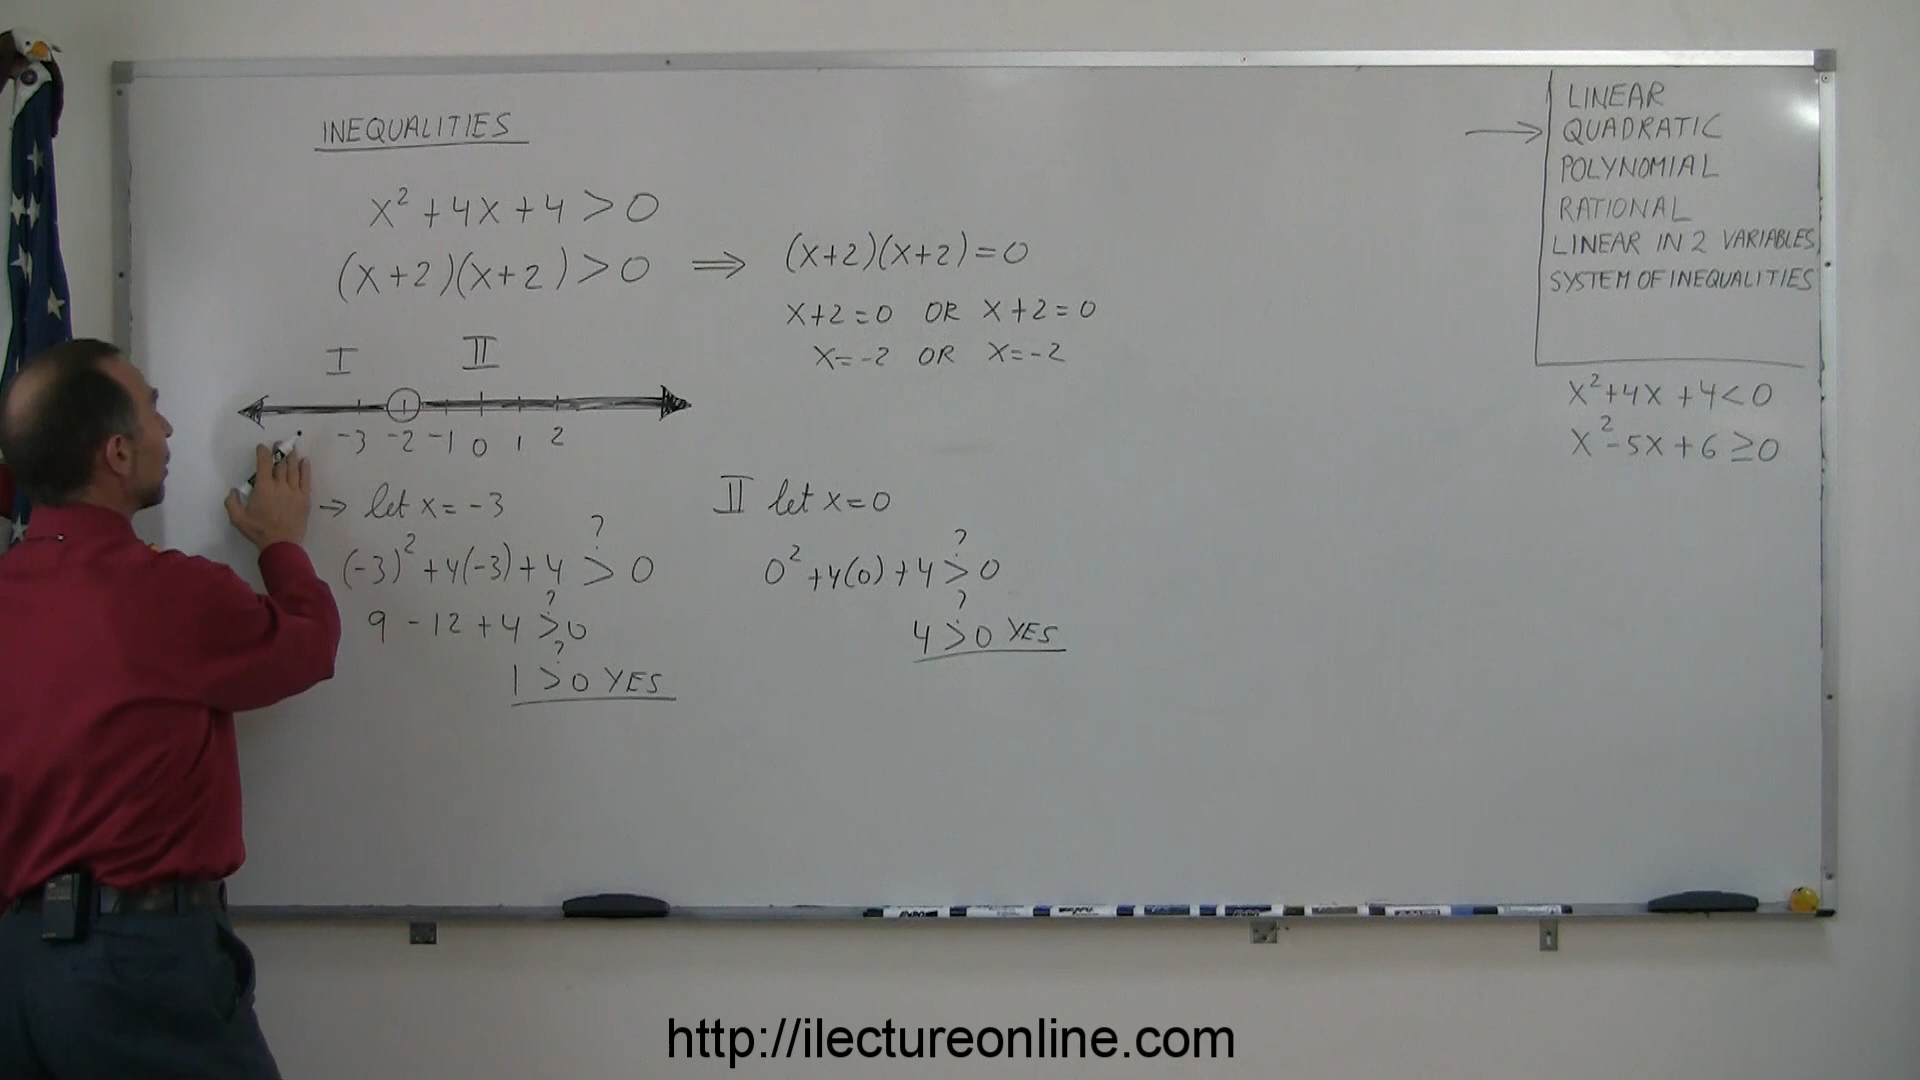 INEQUALITIES
x² + 4x + 4 > 0
(x+2)(x+2) > 0 ⟹ (x+2)(x+2) = 0
x+2=0 OR x+2=0
x=-2 OR x=-2
I II
-3 -2 -1 0 1 2
→ let x = -3
(-3)² + 4(-3) + 4 >? 0
9 - 12 + 4 >? 0
1 >? 0 YES
II let x=0
0² + 4(0) + 4 >? 0
4 >? 0 YES
LINEAR
→ QUADRATIC
POLYNOMIAL
RATIONAL
LINEAR IN 2 VARIABLES
SYSTEM OF INEQUALITIES
x² + 4x + 4 < 0
x² - 5x + 6 ≥ 0
http://ilectureonline.com